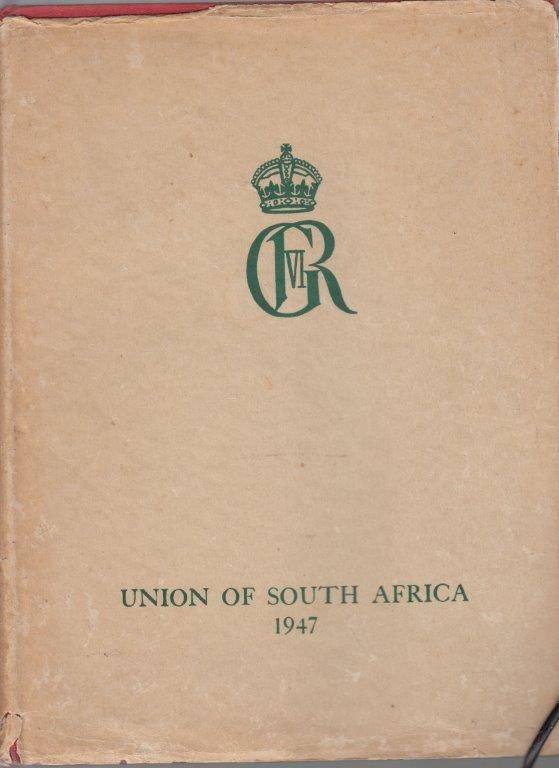 GVIR
UNION OF SOUTH AFRICA
1947